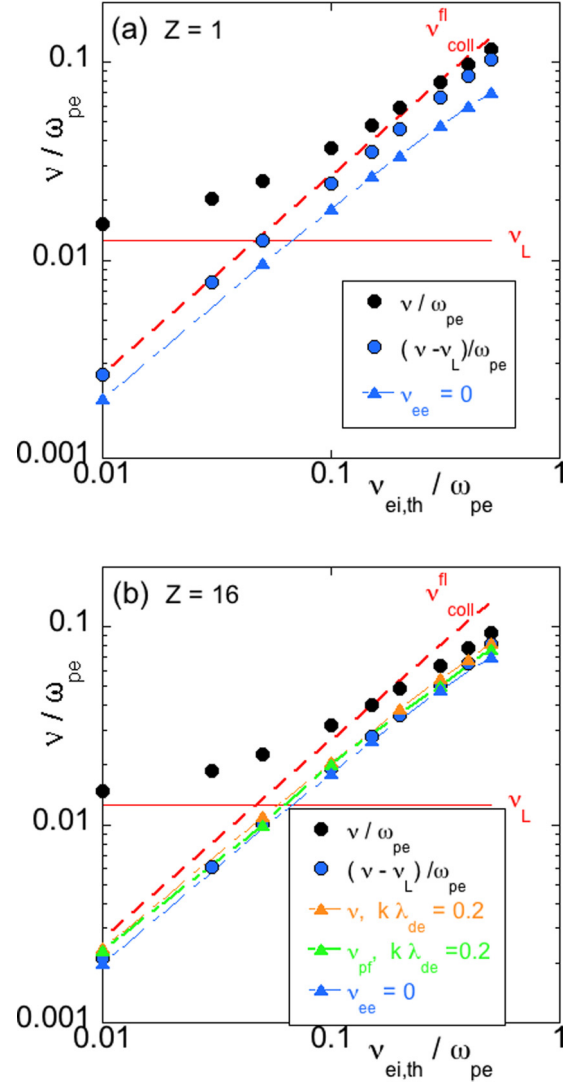 (a) Z = 1
ν^fl_coll
ν / ω_pe
0.1
0.01
0.001
ν_L
ν / ω_pe
( ν -ν_L)/ω_pe
ν_ee = 0
0.01 0.1 1
ν_ei,th / ω_pe
(b) Z = 16
ν^fl_coll
ν / ω_pe
0.1
0.01
0.001
ν_L
ν / ω_pe
( ν - ν_L) /ω_pe
ν, k λ_de = 0.2
ν_pf, k λ_de =0.2
ν_ee = 0
0.01 0.1 1
ν_ei,th / ω_pe